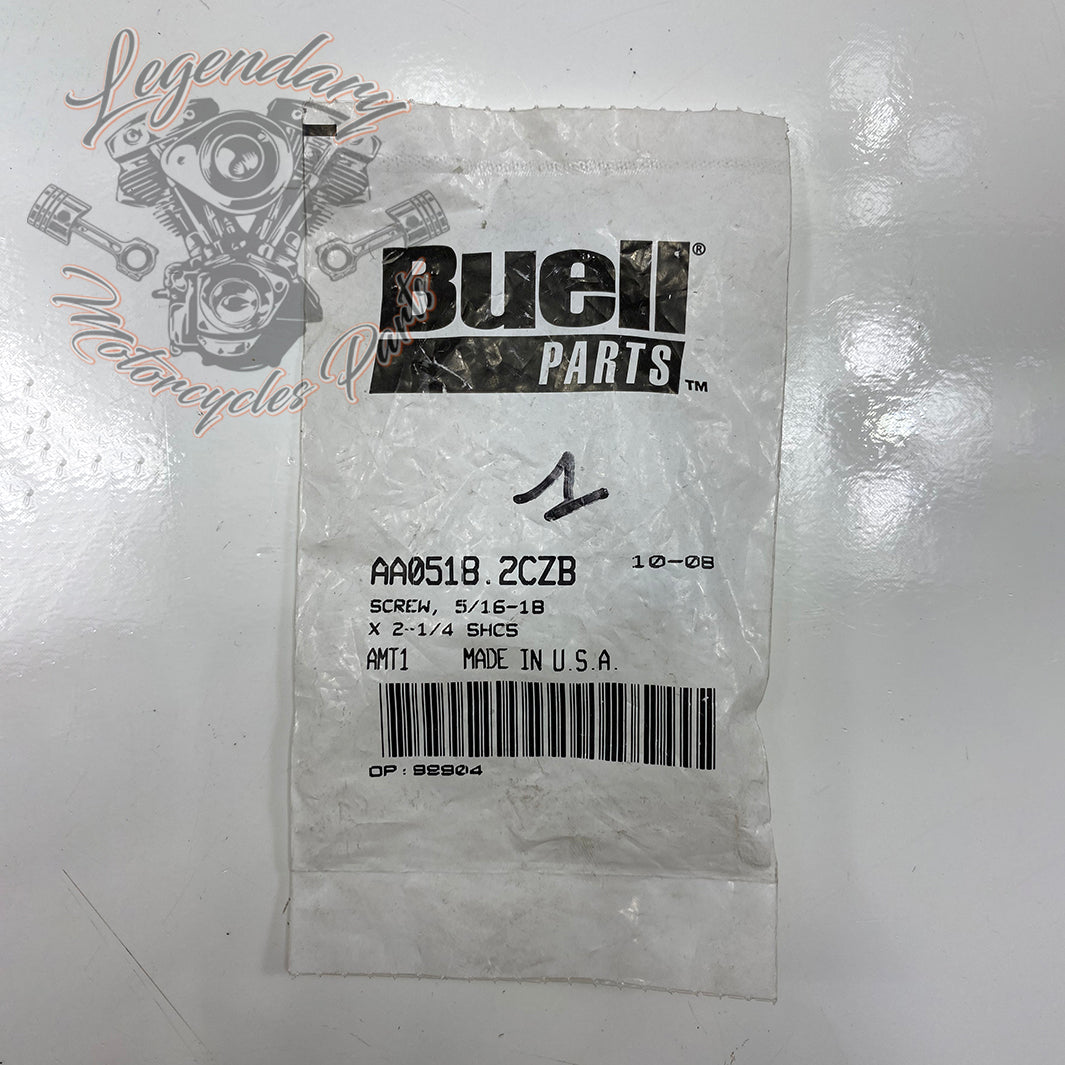 Legendary
Motorcycles Parts
Buell®
PARTS™
1
AA0518.2CZB 10-08
SCREW, 5/16-18
X 2-1/4 SHCS
AMT1 MADE IN U.S.A.
OP:98904